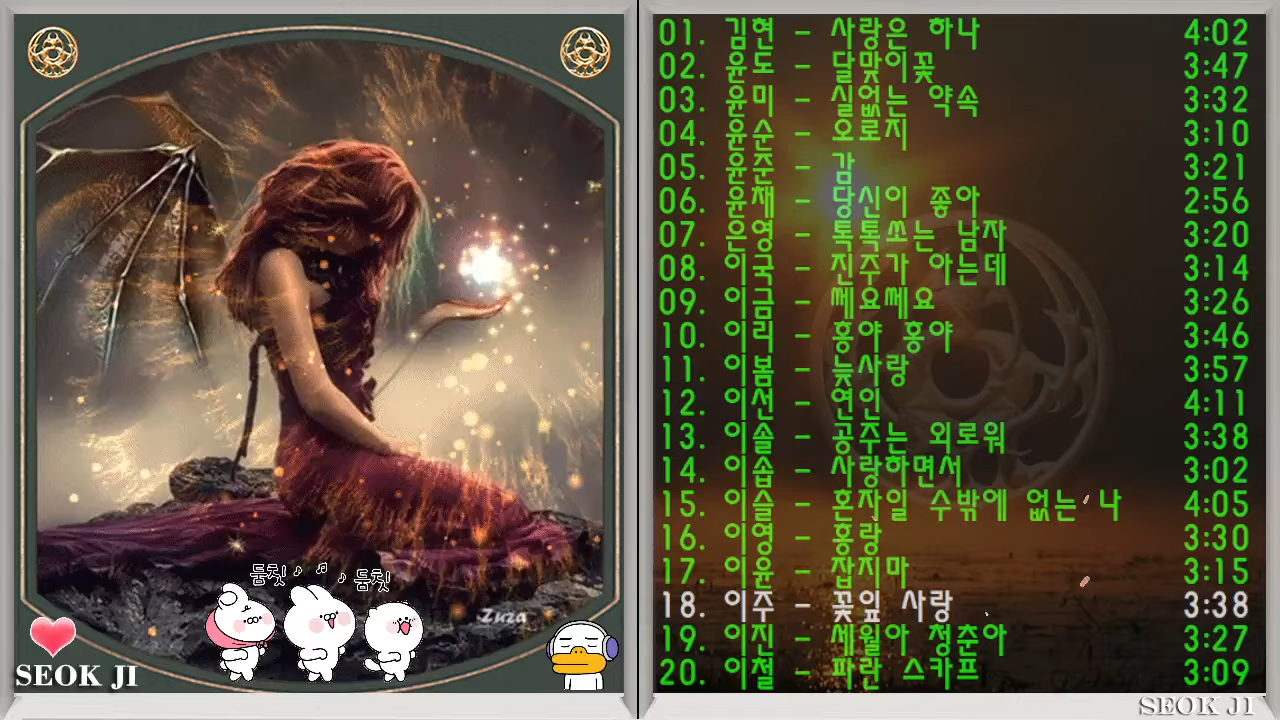 둠칫! 둠칫!
Zuza
SEOK JI
01. 김현 - 사랑은 하나 4:02
02. 윤도 - 달맞이꽃 3:47
03. 윤미 - 실없는 약속 3:32
04. 윤순 - 오로지 3:10
05. 윤준 - 감 3:21
06. 윤채 - 당신이 좋아 2:56
07. 은영 - 톡톡쏘는 남자 3:20
08. 이국 - 진주가 아는데 3:14
09. 이금 - 쎄요쎄요 3:26
10. 이리 - 홍야 홍야 3:46
11. 이봄 - 늦사랑 3:57
12. 이선 - 연인 4:11
13. 이솔 - 공주는 외로워 3:38
14. 이솝 - 사랑하면서 3:02
15. 이슬 - 혼자일 수밖에 없는 나 4:05
16. 이영 - 홍랑 3:30
17. 이윤 - 잡지마 3:15
18. 이주 - 꽃잎 사랑 3:38
19. 이진 - 세월아 청춘아 3:27
20. 이철 - 파란 스카프 3:09
SEOK JI